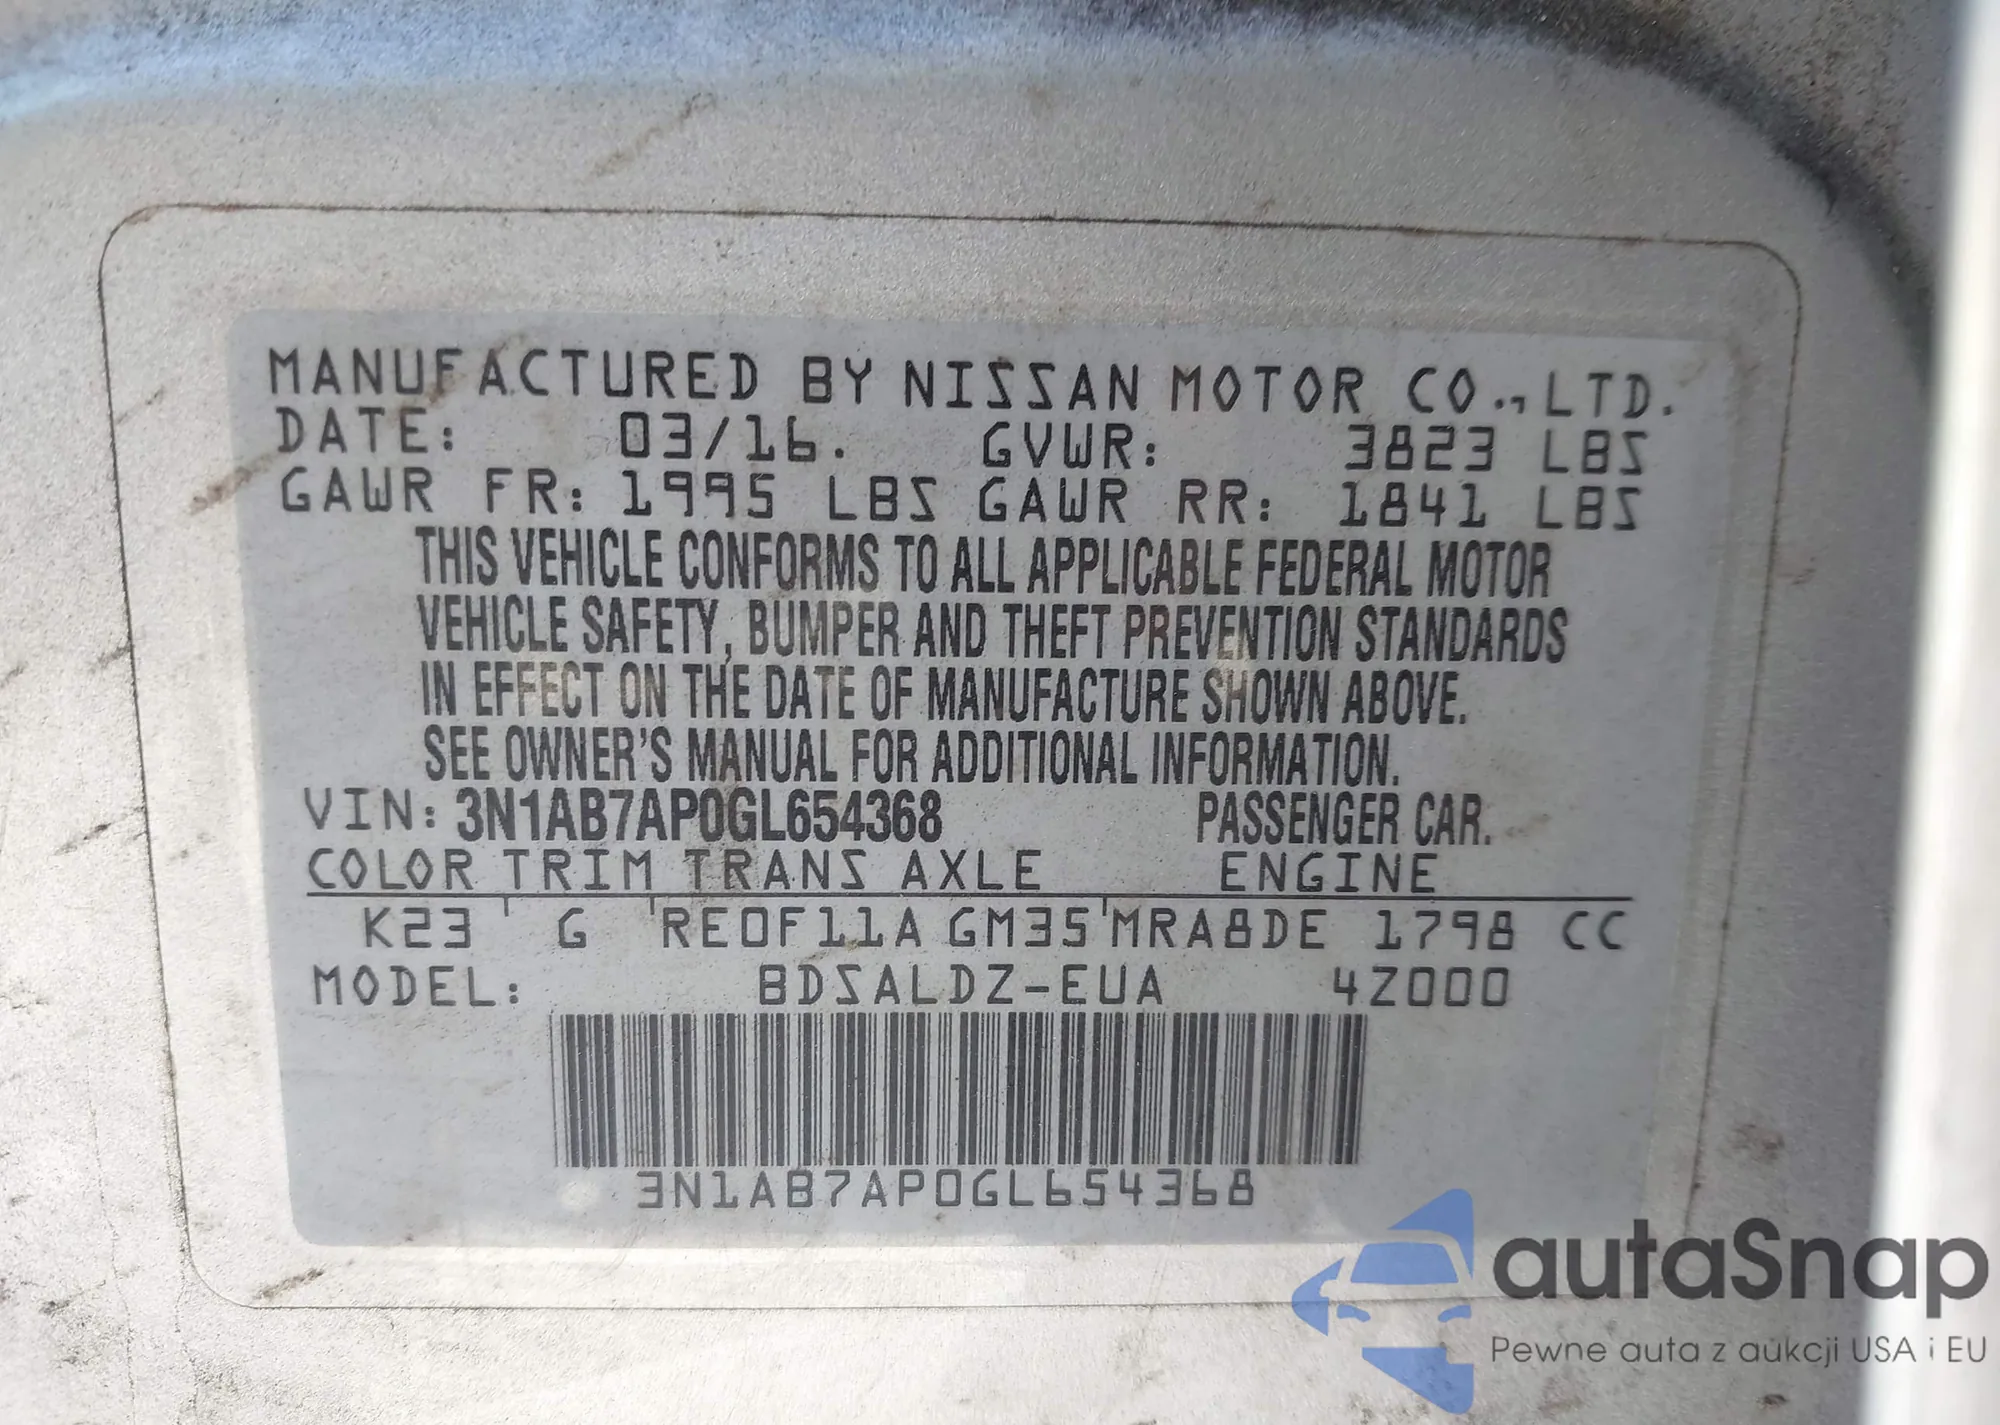 MANUFACTURED BY NISSAN MOTOR CO., LTD.
DATE: 03/16. GVWR: 3823 LBS
GAWR FR: 1995 LBS GAWR RR: 1841 LBS
THIS VEHICLE CONFORMS TO ALL APPLICABLE FEDERAL MOTOR
VEHICLE SAFETY, BUMPER AND THEFT PREVENTION STANDARDS
IN EFFECT ON THE DATE OF MANUFACTURE SHOWN ABOVE.
SEE OWNER'S MANUAL FOR ADDITIONAL INFORMATION.
VIN: 3N1AB7AP0GL654368 PASSENGER CAR.
COLOR TRIM TRANS AXLE ENGINE
K23 G RE0F11A GM35 MRA8DE 1798 CC
MODEL: BDSALDZ-EUA 4Z000
3N1AB7AP0GL654368
autaSnap
Pewne auta z aukcji USA i EU